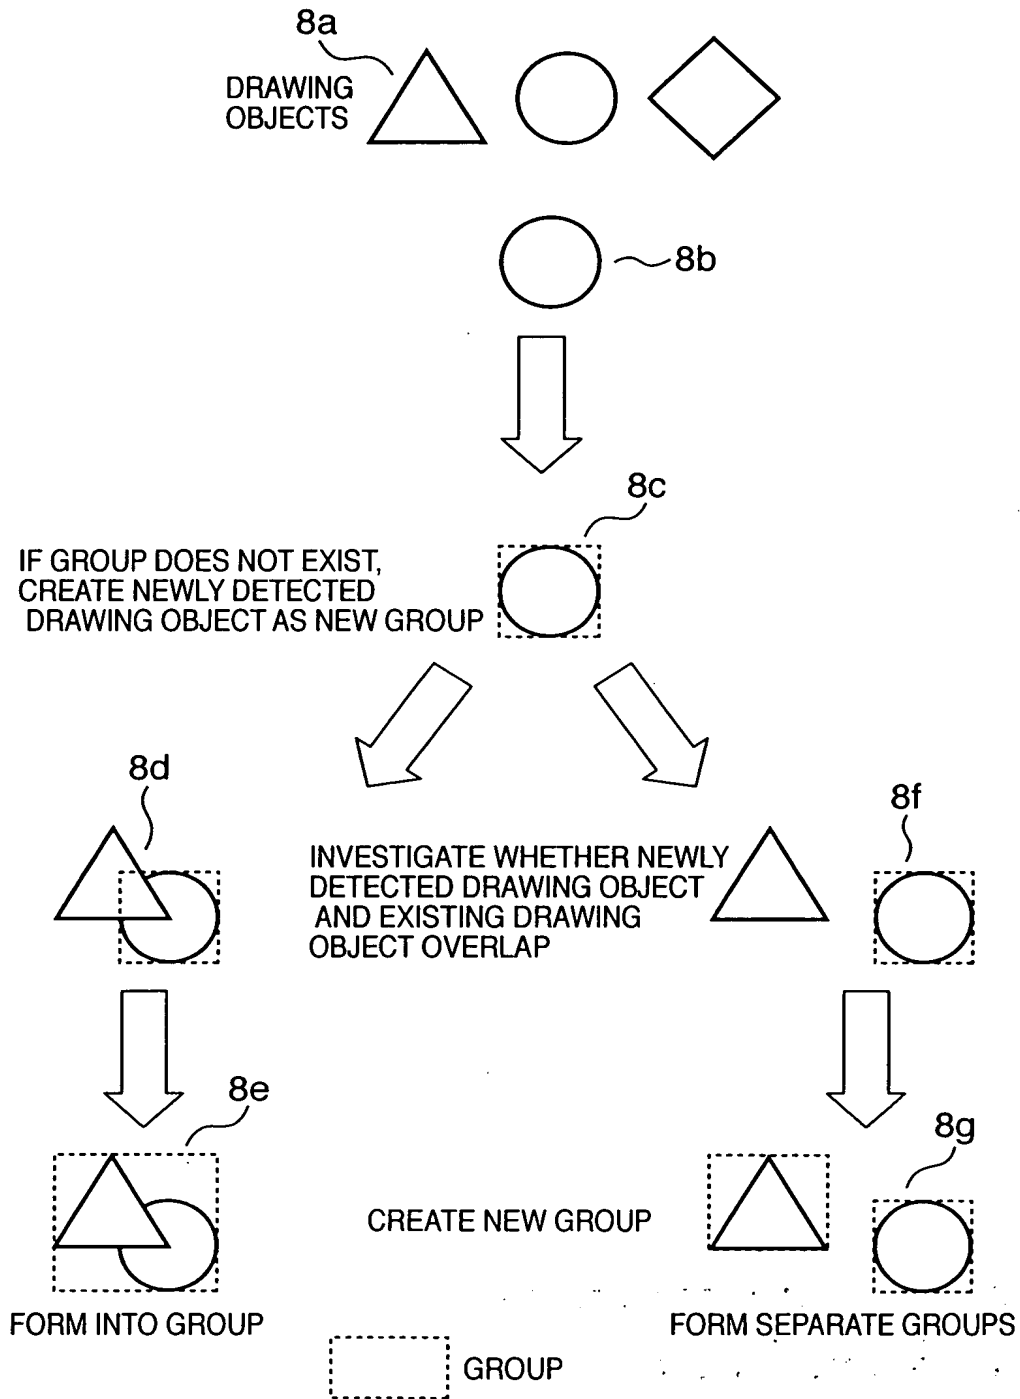 8a
DRAWING
OBJECTS
8b
8c
IF GROUP DOES NOT EXIST,
CREATE NEWLY DETECTED
DRAWING OBJECT AS NEW GROUP
8d
8f
INVESTIGATE WHETHER NEWLY
DETECTED DRAWING OBJECT
AND EXISTING DRAWING
OBJECT OVERLAP
8e
8g
CREATE NEW GROUP
FORM INTO GROUP
FORM SEPARATE GROUPS
GROUP